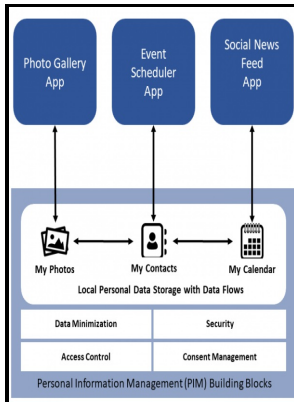 Photo Gallery
App
Event
Scheduler
App
Social News
Feed
App
My Photos
My Contacts
My Calendar
Local Personal Data Storage with Data Flows
Data Minimization
Security
Access Control
Consent Management
Personal Information Management (PIM) Building Blocks